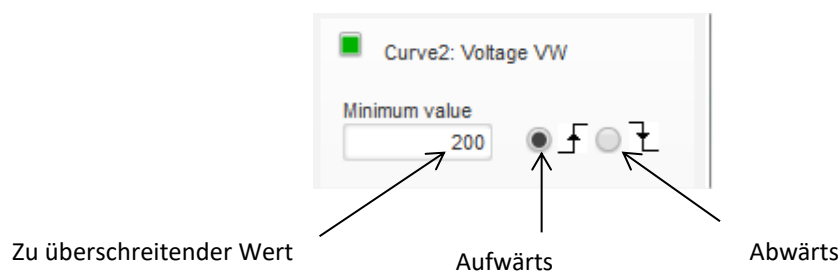 Curve2: Voltage VW
Minimum value
200
Zu überschreitender Wert
Aufwärts
Abwärts